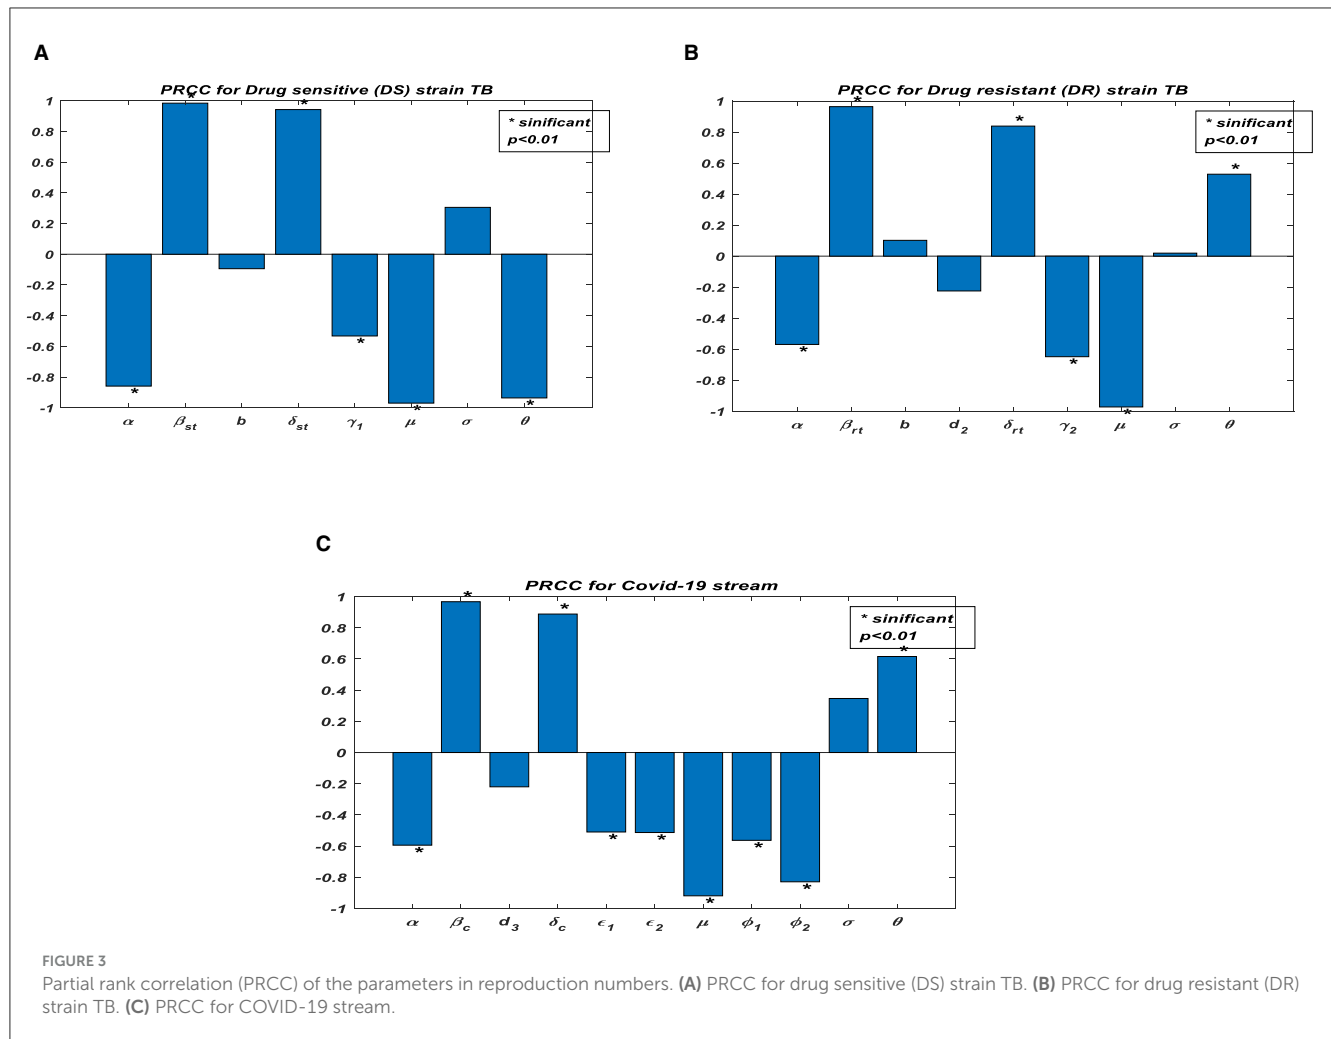 A
PRCC for Drug sensitive (DS) strain TB
* sinificant
p<0.01
1
0.8
0.6
0.4
0.2
0
-0.2
-0.4
-0.6
-0.8
-1
α β_st b δ_st γ_1 μ σ θ
B
PRCC for Drug resistant (DR) strain TB
* sinificant
p<0.01
1
0.8
0.6
0.4
0.2
0
-0.2
-0.4
-0.6
-0.8
-1
α β_rt b d_2 δ_rt γ_2 μ σ θ
C
PRCC for Covid-19 stream
* sinificant
p<0.01
1
0.8
0.6
0.4
0.2
0
-0.2
-0.4
-0.6
-0.8
-1
α β_c d_3 δ_c ϵ_1 ϵ_2 μ ϕ_1 ϕ_2 σ θ
FIGURE 3
Partial rank correlation (PRCC) of the parameters in reproduction numbers. (A) PRCC for drug sensitive (DS) strain TB. (B) PRCC for drug resistant (DR)
strain TB. (C) PRCC for COVID-19 stream.